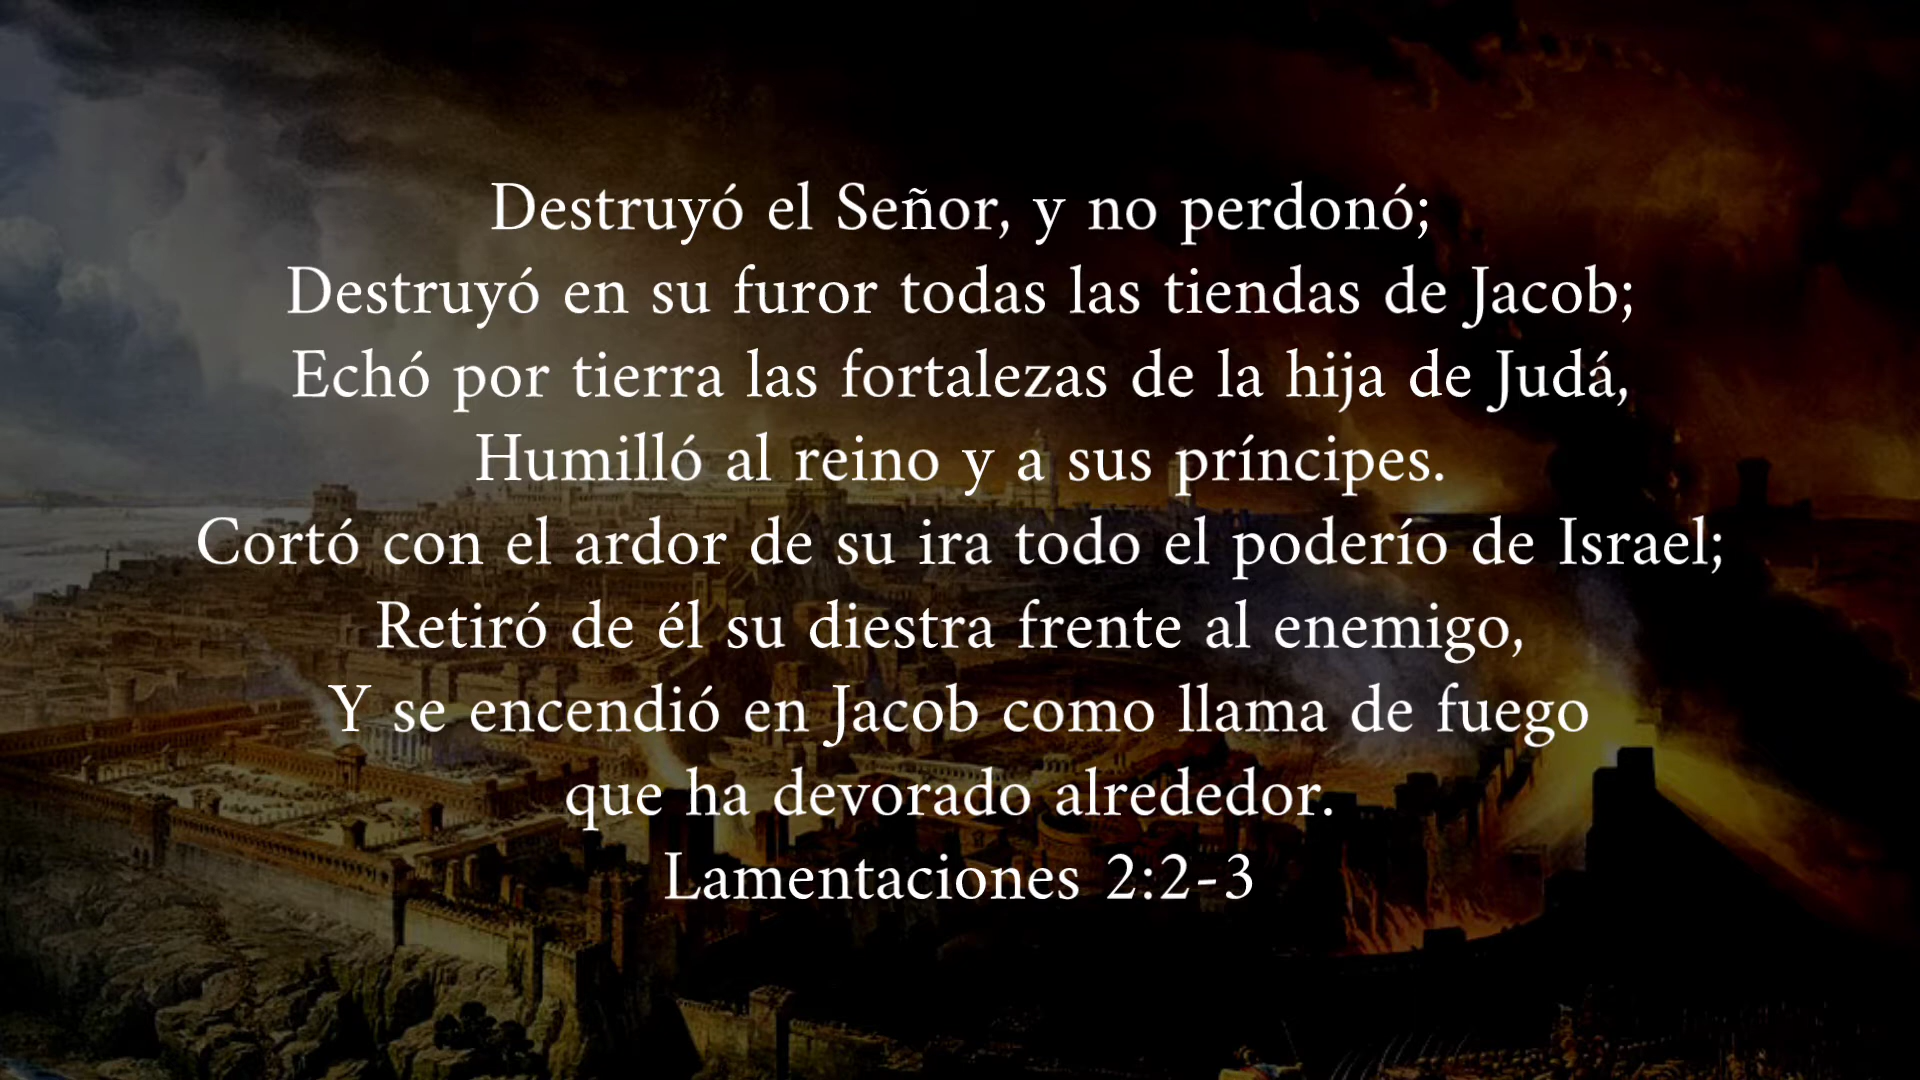 Destruyó el Señor, y no perdonó;
Destruyó en su furor todas las tiendas de Jacob;
Echó por tierra las fortalezas de la hija de Judá,
Humilló al reino y a sus príncipes.
Cortó con el ardor de su ira todo el poderío de Israel;
Retiró de él su diestra frente al enemigo,
Y se encendió en Jacob como llama de fuego
que ha devorado alrededor.
Lamentaciones 2:2-3